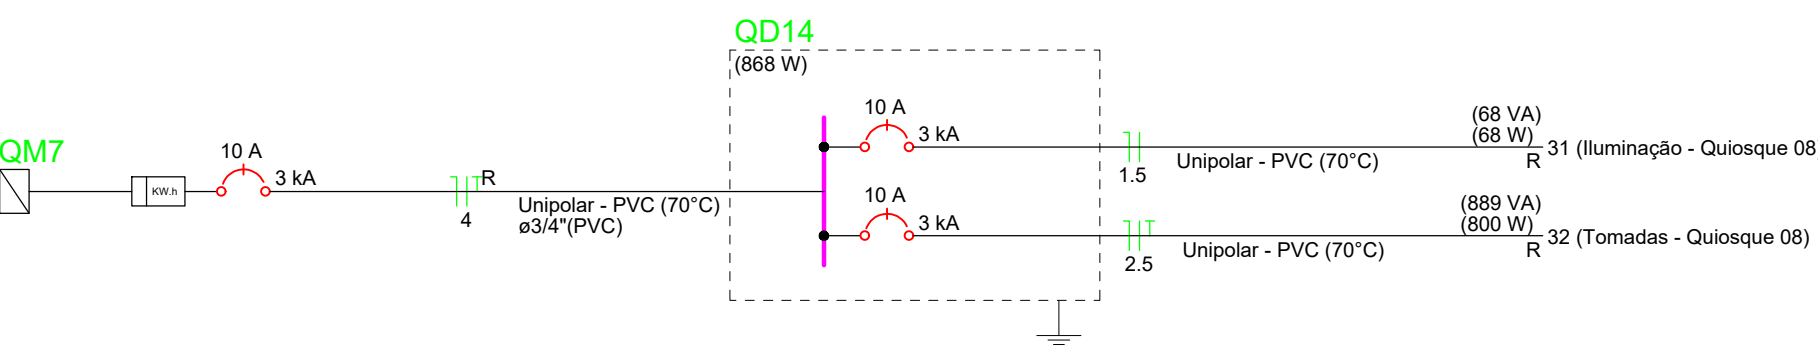 QD14
(868 W)
QM7
KW.h
10 A
3 kA
R
4
Unipolar - PVC (70°C)
ø3/4"(PVC)
10 A
3 kA
1.5
Unipolar - PVC (70°C)
(68 VA)
(68 W)
R
31 (Iluminação - Quiosque 08
10 A
3 kA
2.5
Unipolar - PVC (70°C)
(889 VA)
(800 W)
R
32 (Tomadas - Quiosque 08)